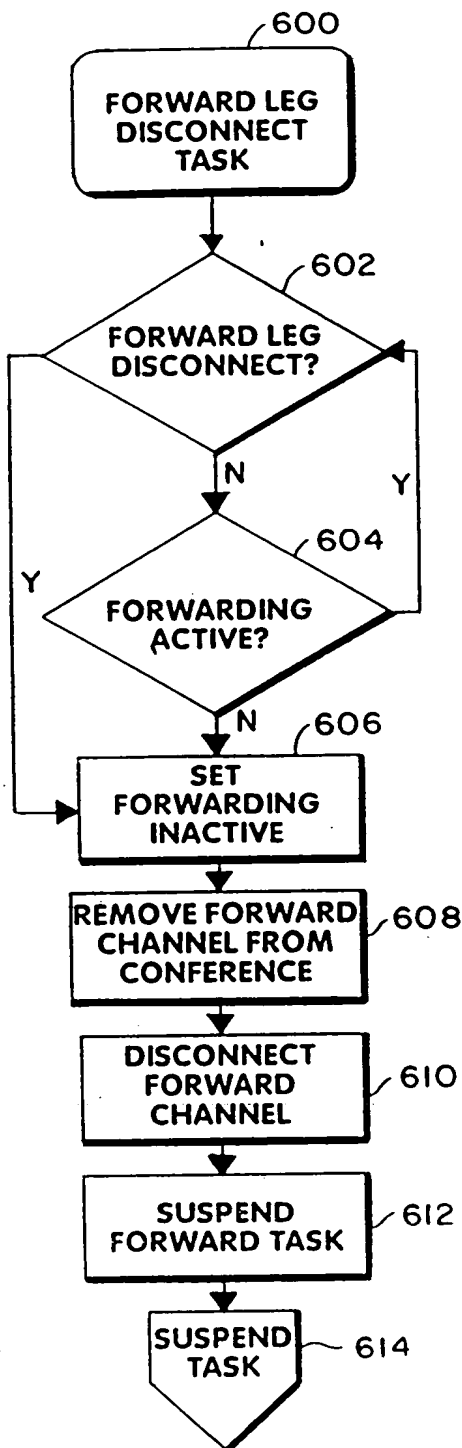 600
FORWARD LEG
DISCONNECT
TASK
602
FORWARD LEG
DISCONNECT?
N
Y
604
Y
FORWARDING
ACTIVE?
N
606
SET
FORWARDING
INACTIVE
REMOVE FORWARD
CHANNEL FROM
CONFERENCE
608
DISCONNECT
FORWARD
CHANNEL
610
SUSPEND
FORWARD TASK
612
SUSPEND
TASK
614